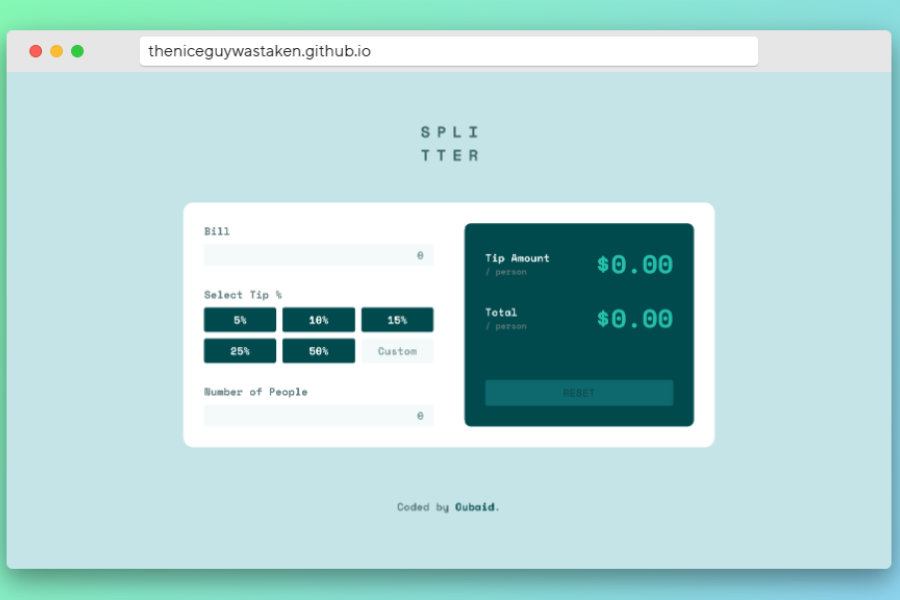 theniceguywastaken.github.io
SPLI
TTER
Bill
0
Select Tip %
5% 10% 15%
25% 50% Custom
Number of People
0
Tip Amount $0.00
/ person
Total $0.00
/ person
RESET
Coded by Cubaid.